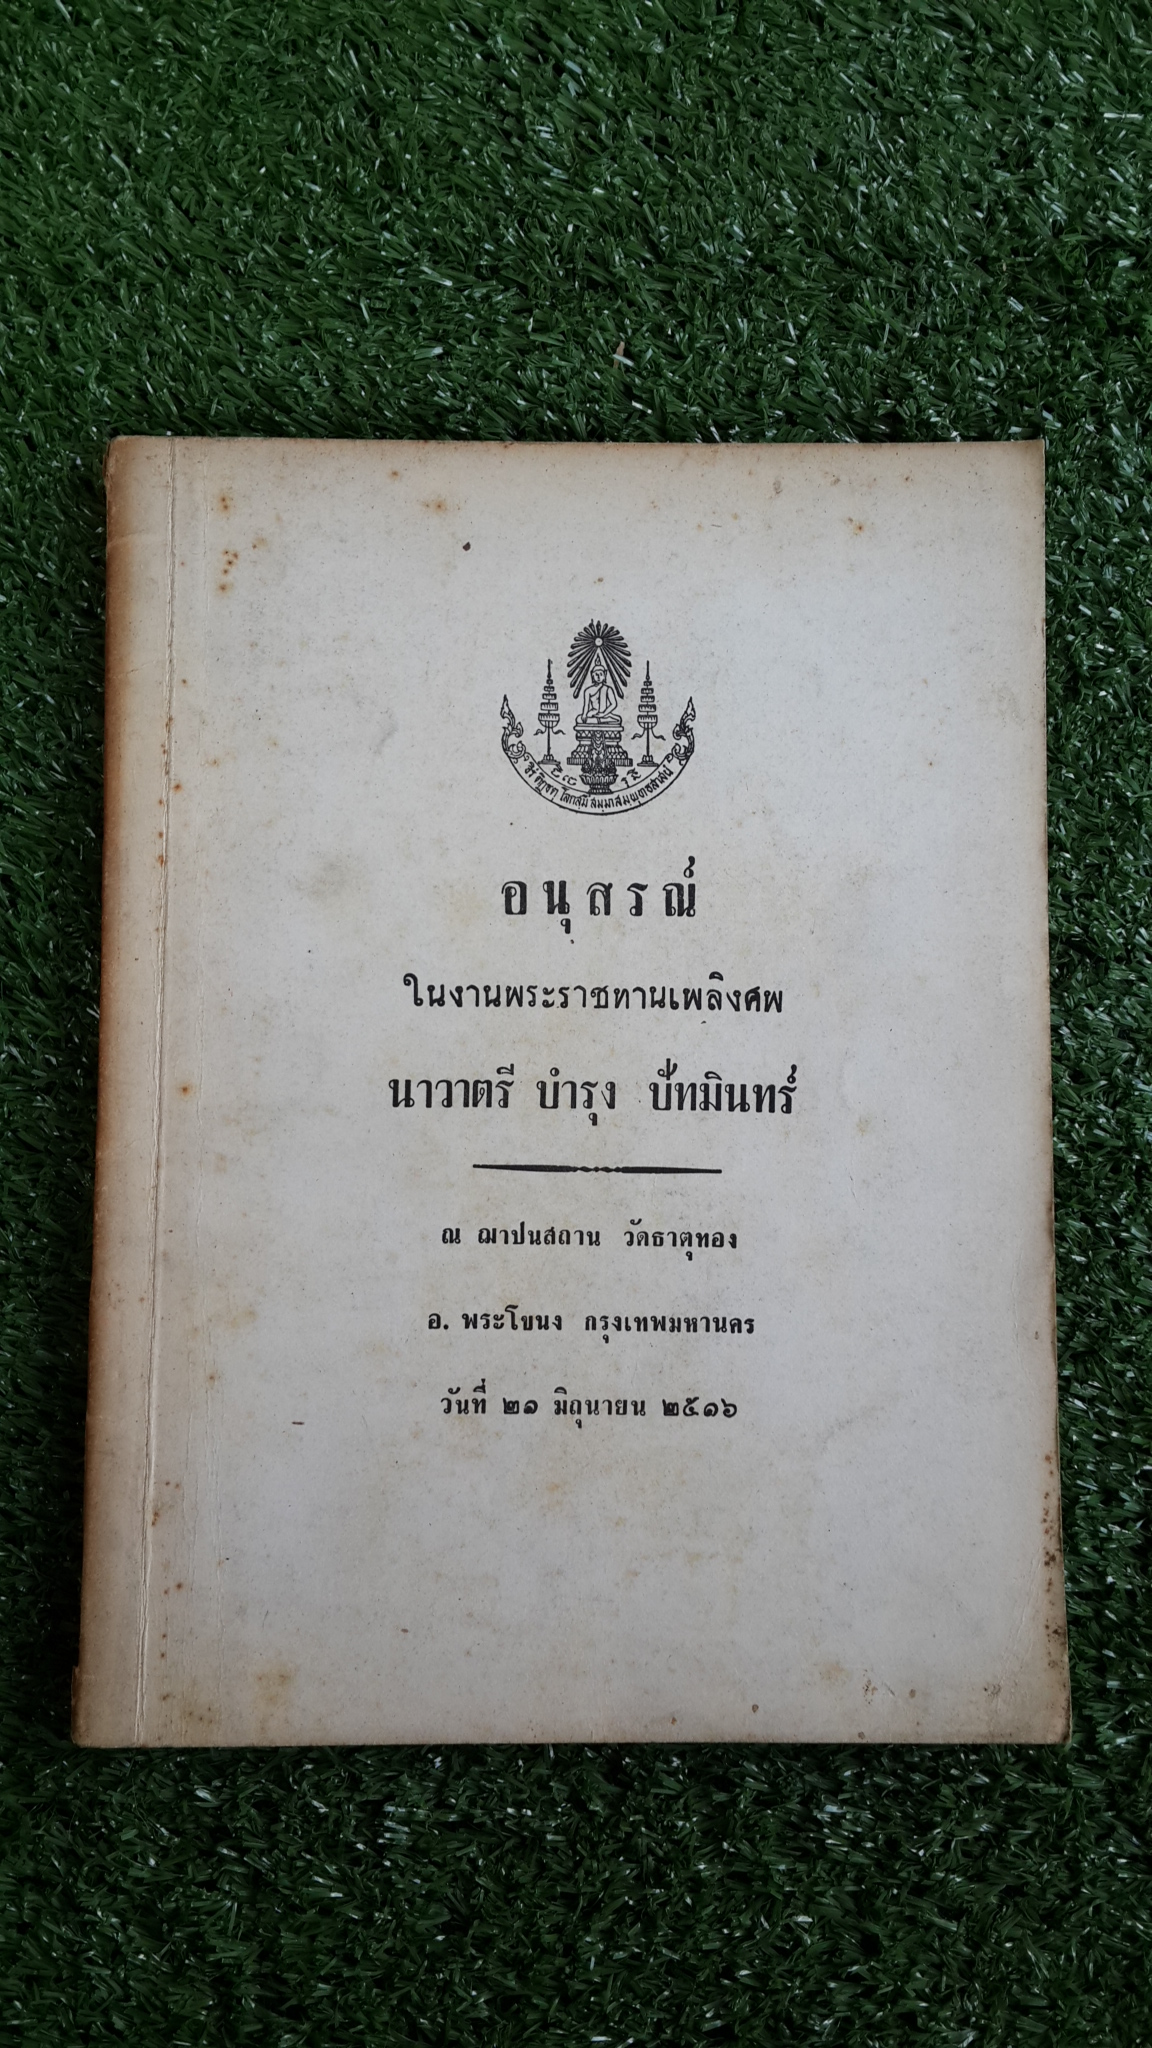 อนุสรณ์
ในงานพระราชทานเพลิงศพ
นาวาตรี บำรุง ปัทมินทร์
ณ ฌาปนสถาน วัดธาตุทอง
อ. พระโขนง กรุงเทพมหานคร
วันที่ ๒๑ มิถุนายน ๒๕๑๖